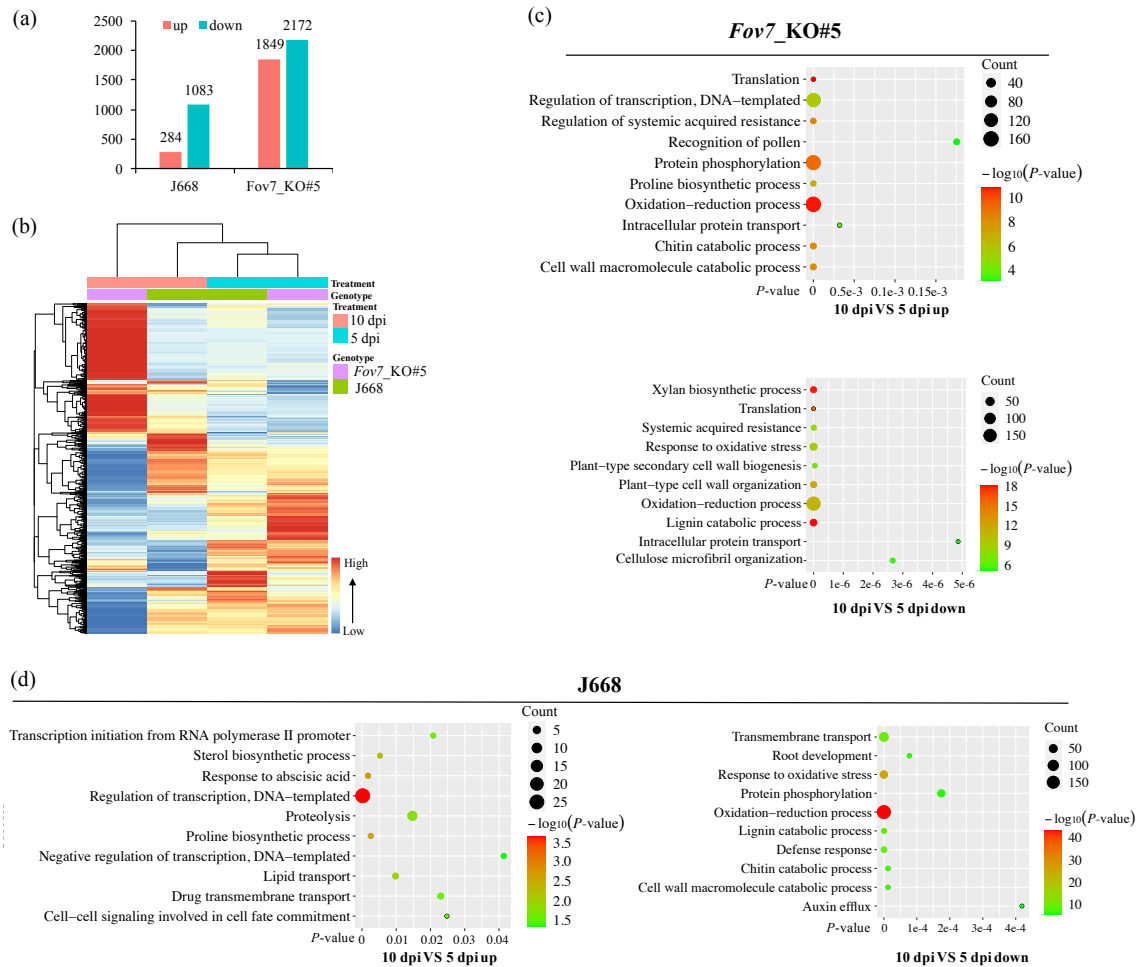 (a)
up down
2500
2000
1500
1000
500
0
284
1083
1849
2172
J668 Fov7_KO#5
(b)
Treatment
Genotype
Treatment
10 dpi
5 dpi
Genotype
Fov7_KO#5
J668
High
Low
(c)
Fov7_KO#5
Translation
Regulation of transcription, DNA−templated
Regulation of systemic acquired resistance
Recognition of pollen
Protein phosphorylation
Proline biosynthetic process
Oxidation−reduction process
Intracellular protein transport
Chitin catabolic process
Cell wall macromolecule catabolic process
P-value 0 0.5e-3 0.1e-3 0.15e-3
10 dpi VS 5 dpi up
Count
40
80
120
160
−log10(P-value)
10
8
6
4
Xylan biosynthetic process
Translation
Systemic acquired resistance
Response to oxidative stress
Plant−type secondary cell wall biogenesis
Plant−type cell wall organization
Oxidation−reduction process
Lignin catabolic process
Intracellular protein transport
Cellulose microfibril organization
P-value 0 1e-6 2e-6 3e-6 4e-6 5e-6
10 dpi VS 5 dpi down
Count
50
100
150
−log10(P-value)
18
15
12
9
6
(d)
J668
Transcription initiation from RNA polymerase II promoter
Sterol biosynthetic process
Response to abscisic acid
Regulation of transcription, DNA−templated
Proteolysis
Proline biosynthetic process
Negative regulation of transcription, DNA−templated
Lipid transport
Drug transmembrane transport
Cell−cell signaling involved in cell fate commitment
P-value 0 0.01 0.02 0.03 0.04
10 dpi VS 5 dpi up
Count
5
10
15
20
25
−log10(P-value)
3.5
3.0
2.5
2.0
1.5
Transmembrane transport
Root development
Response to oxidative stress
Protein phosphorylation
Oxidation−reduction process
Lignin catabolic process
Defense response
Chitin catabolic process
Cell wall macromolecule catabolic process
Auxin efflux
P-value 0 1e-4 2e-4 3e-4 4e-4
10 dpi VS 5 dpi down
Count
50
100
150
−log10(P-value)
40
30
20
10